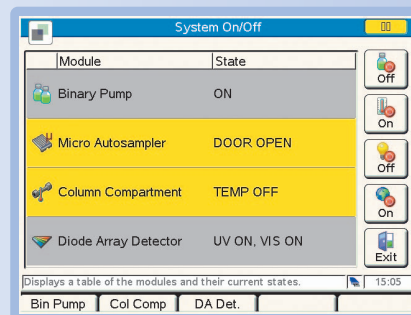 System On/Off
Module State
Binary Pump ON
Off
Micro Autosampler DOOR OPEN
On
Column Compartment TEMP OFF
Off
On
Diode Array Detector UV ON, VIS ON
Exit
Displays a table of the modules and their current states. 15:05
Bin Pump Col Comp DA Det.